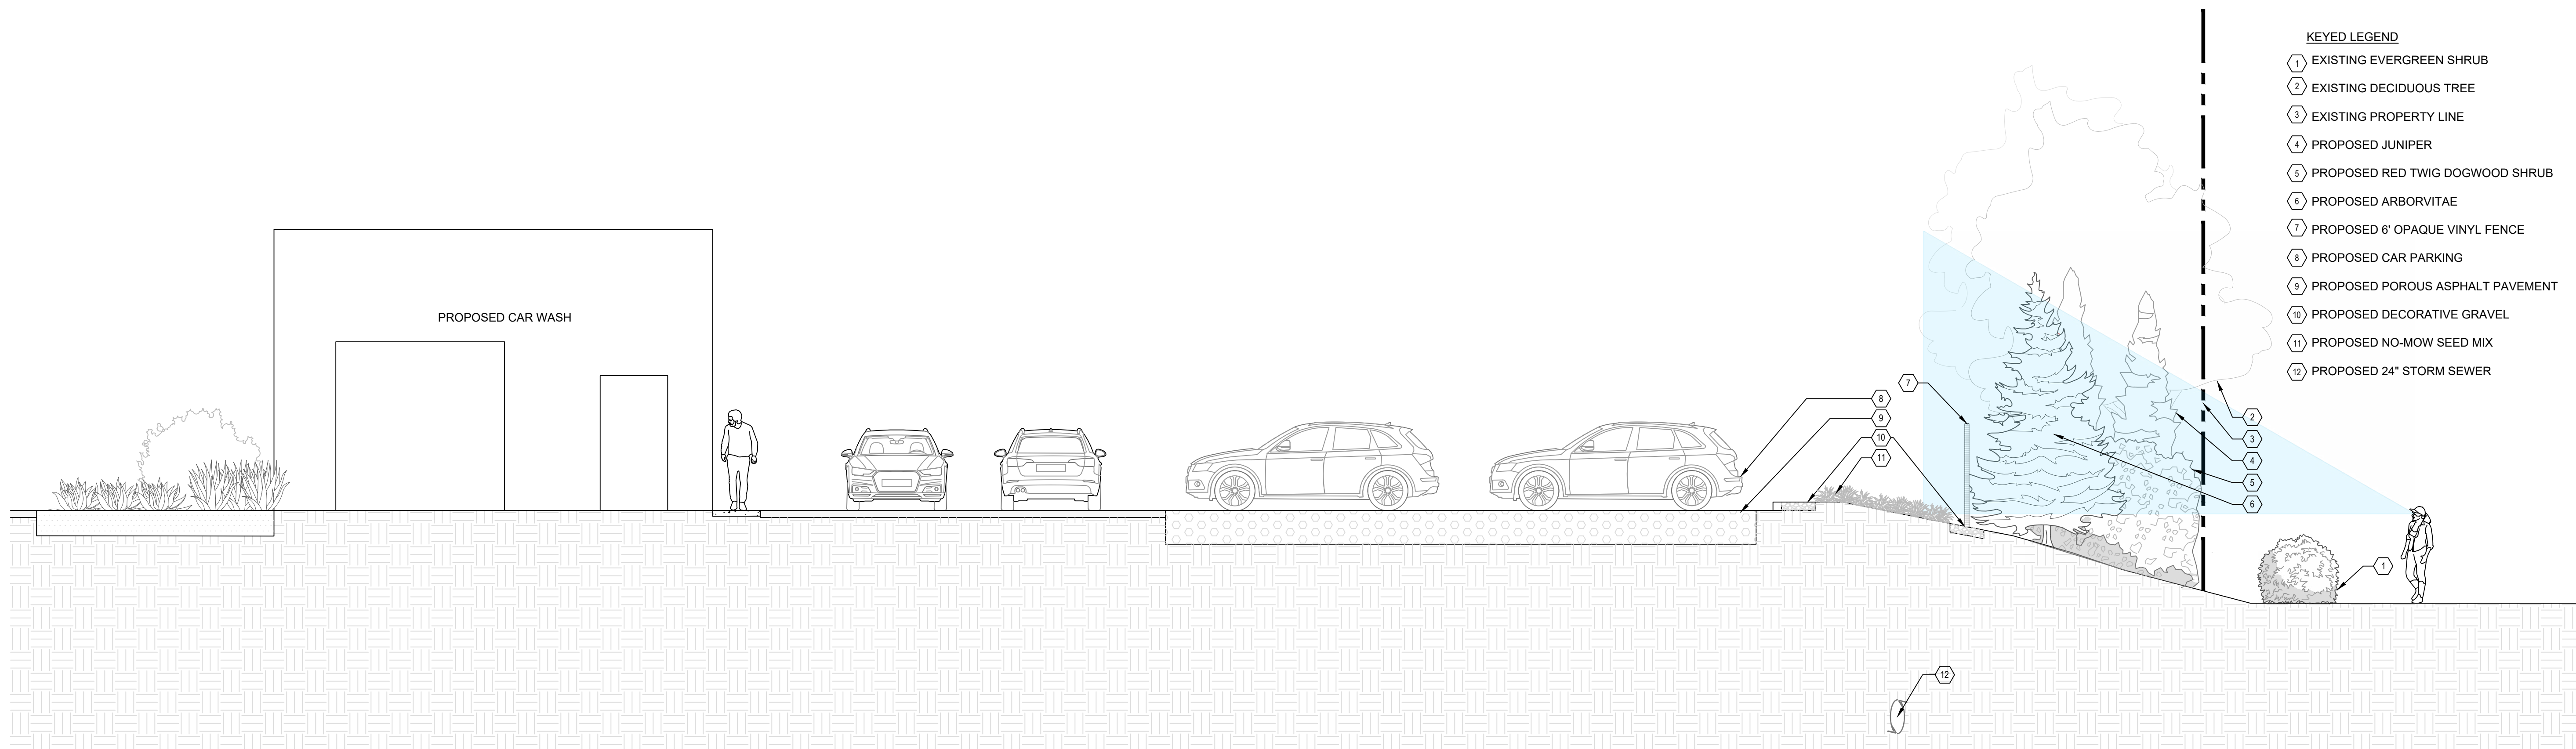 KEYED LEGEND
1 EXISTING EVERGREEN SHRUB
2 EXISTING DECIDUOUS TREE
3 EXISTING PROPERTY LINE
4 PROPOSED JUNIPER
5 PROPOSED RED TWIG DOGWOOD SHRUB
6 PROPOSED ARBORVITAE
7 PROPOSED 6' OPAQUE VINYL FENCE
8 PROPOSED CAR PARKING
9 PROPOSED POROUS ASPHALT PAVEMENT
10 PROPOSED DECORATIVE GRAVEL
11 PROPOSED NO-MOW SEED MIX
12 PROPOSED 24" STORM SEWER
PROPOSED CAR WASH
7
8
9
10
11
2
3
4
5
6
1
12